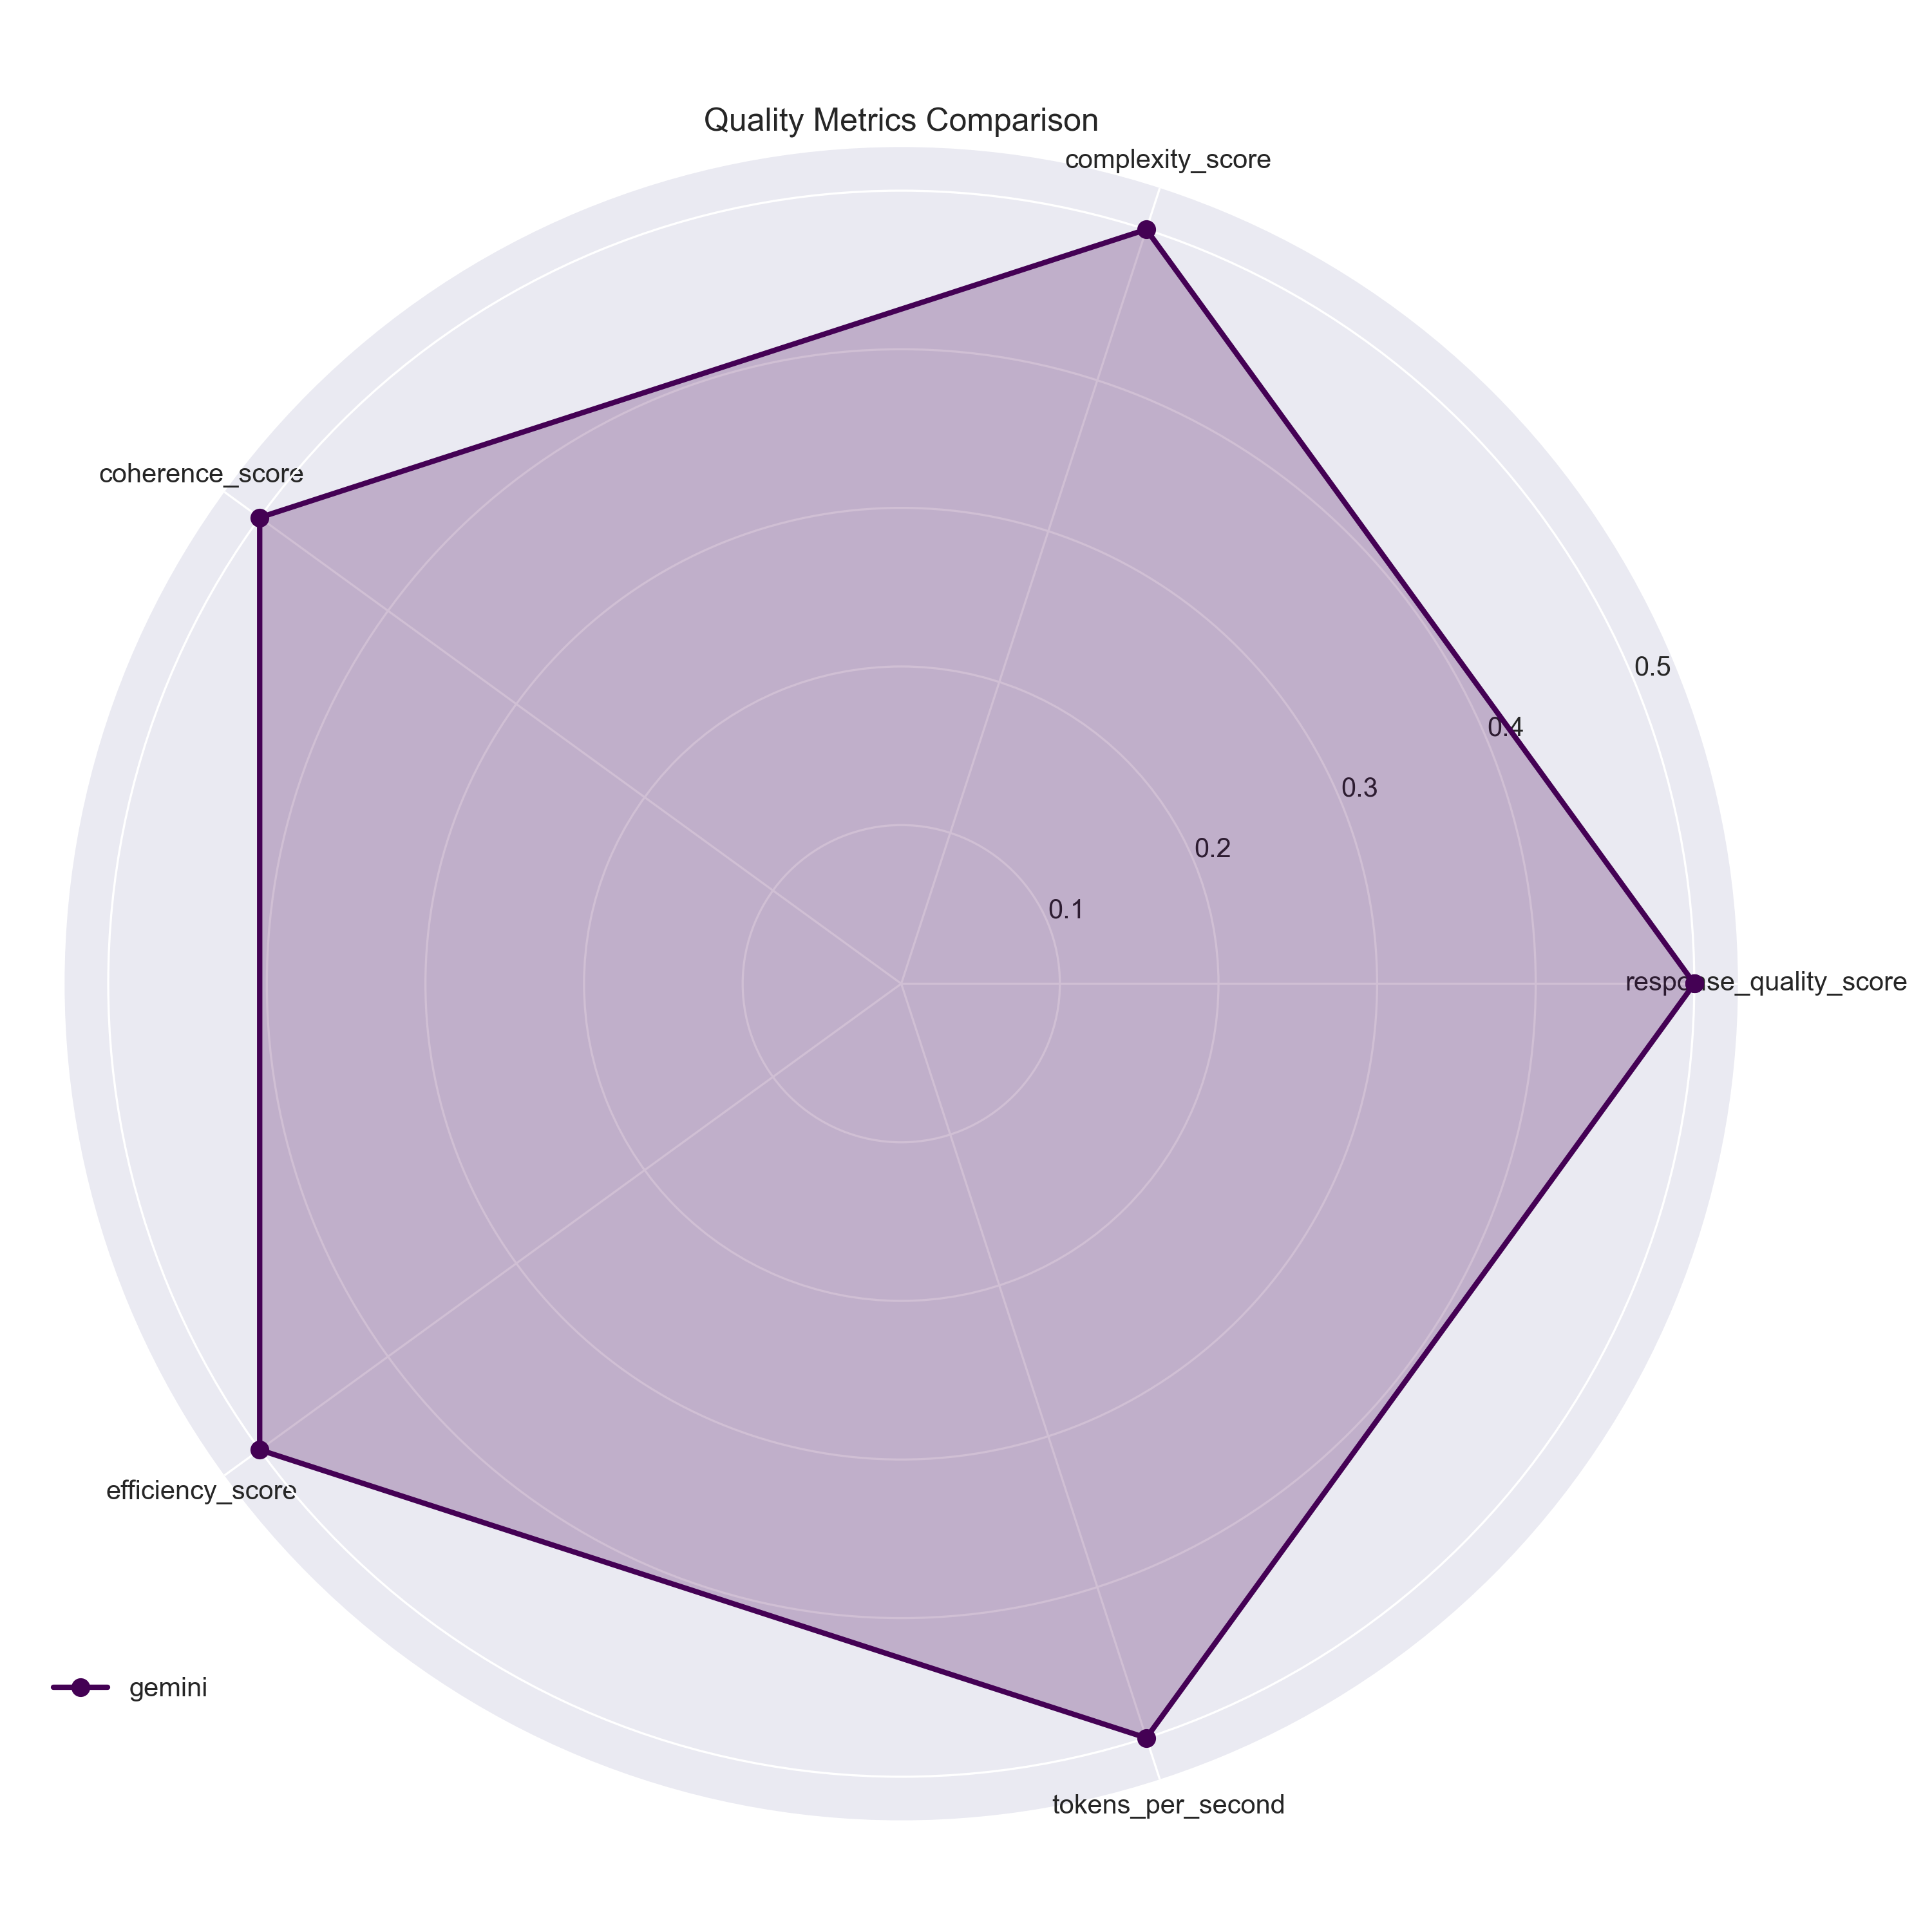 Quality Metrics Comparison
complexity_score
coherence_score
0.5
0.4
0.3
0.2
0.1
response_quality_score
efficiency_score
gemini
tokens_per_second